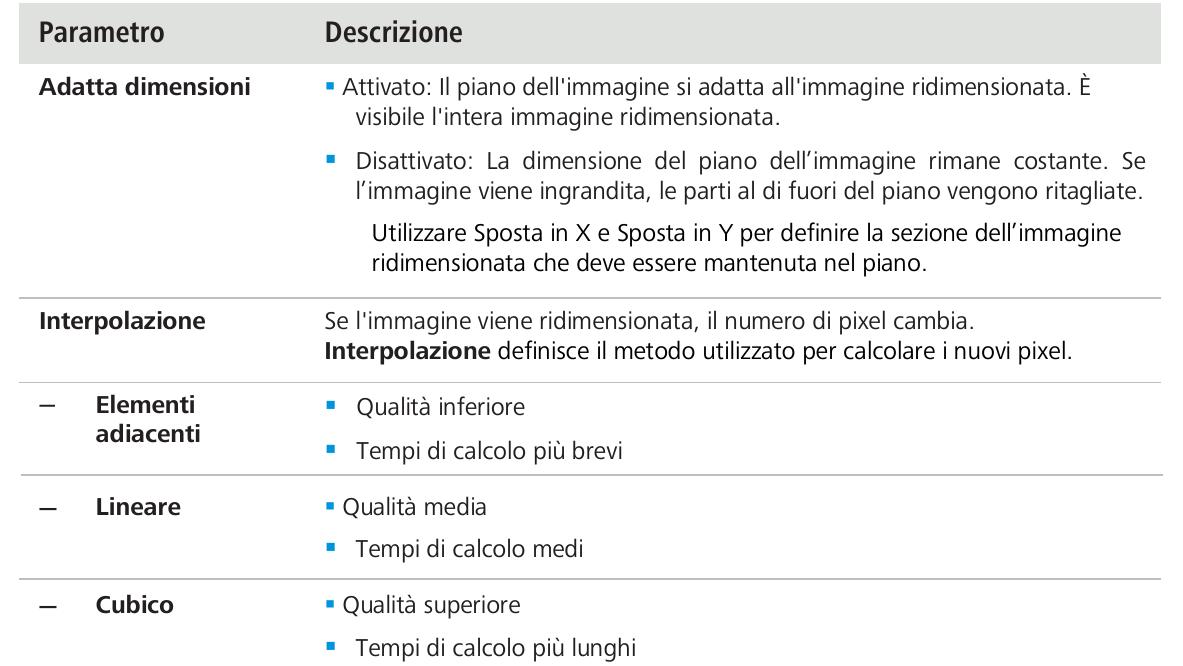 Parametro Descrizione
Adatta dimensioni ▪ Attivato: Il piano dell'immagine si adatta all'immagine ridimensionata. È
visibile l'intera immagine ridimensionata.
▪ Disattivato: La dimensione del piano dell’immagine rimane costante. Se
l’immagine viene ingrandita, le parti al di fuori del piano vengono ritagliate.
Utilizzare Sposta in X e Sposta in Y per definire la sezione dell’immagine
ridimensionata che deve essere mantenuta nel piano.
Interpolazione Se l'immagine viene ridimensionata, il numero di pixel cambia.
Interpolazione definisce il metodo utilizzato per calcolare i nuovi pixel.
— Elementi
adiacenti
▪ Qualità inferiore
▪ Tempi di calcolo più brevi
— Lineare ▪ Qualità media
▪ Tempi di calcolo medi
— Cubico ▪ Qualità superiore
▪ Tempi di calcolo più lunghi